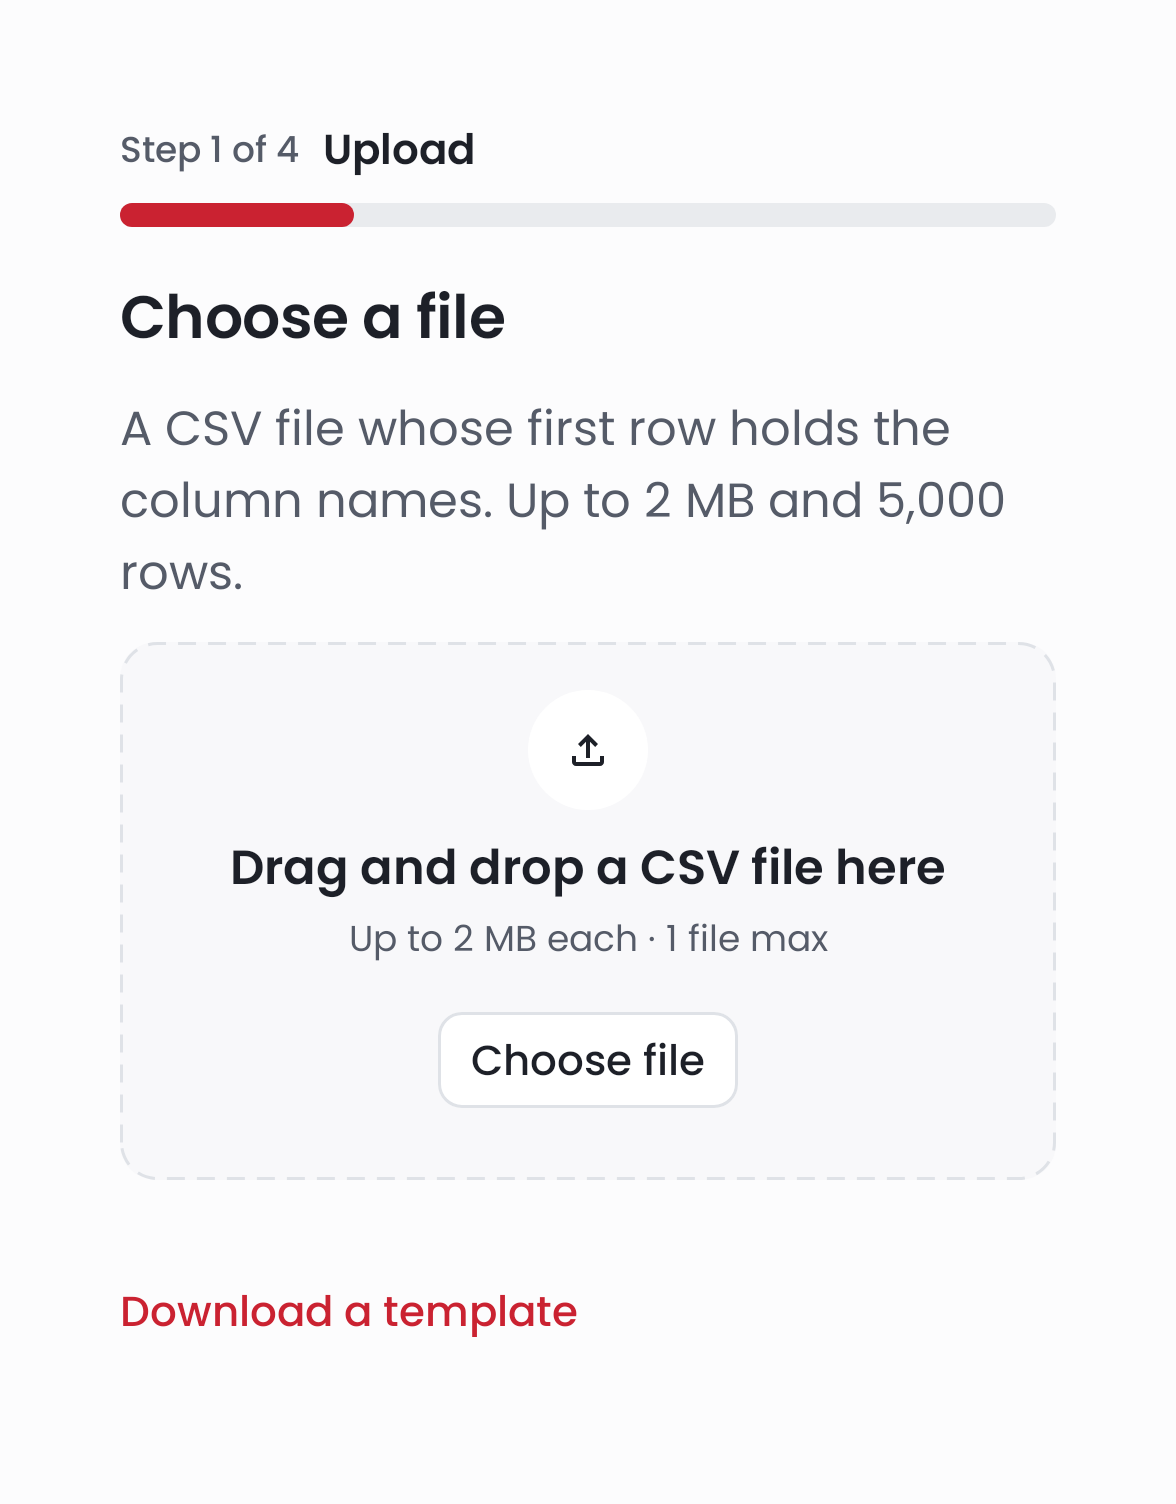 Step 1 of 4 Upload
Choose a file
A CSV file whose first row holds the
column names. Up to 2 MB and 5,000
rows.
Drag and drop a CSV file here
Up to 2 MB each · 1 file max
Choose file
Download a template